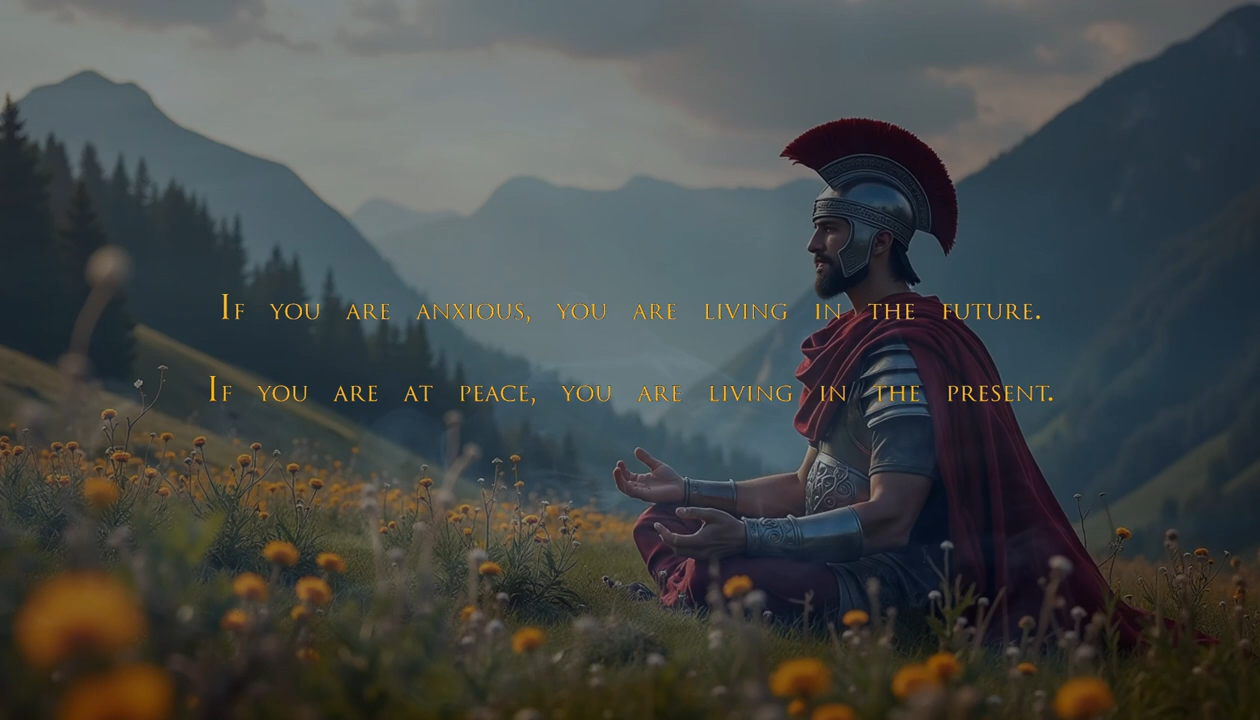 If you are anxious, you are living in the future.
If you are at peace, you are living in the present.